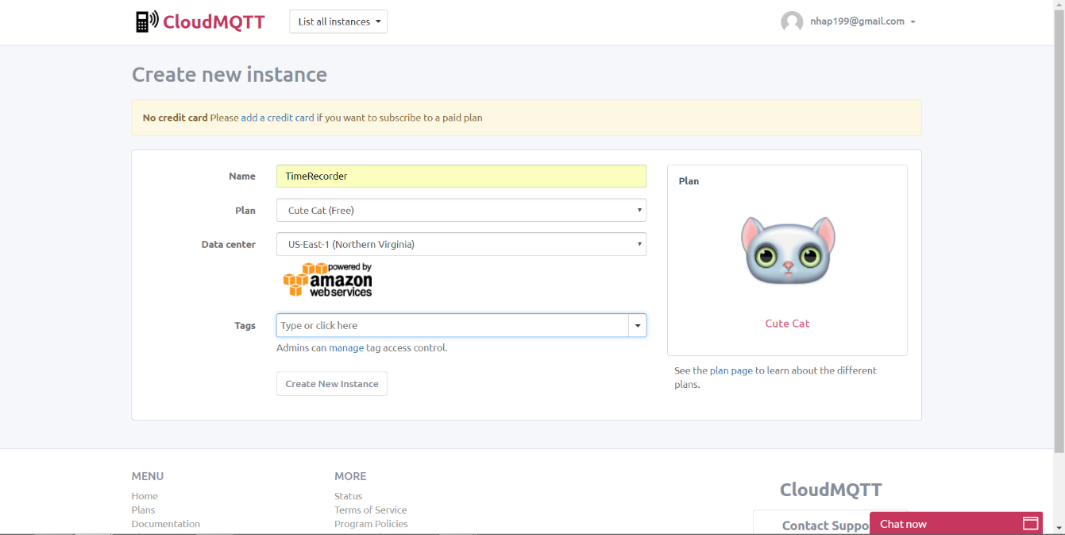 CloudMQTT
List all instances
nhap199@gmail.com
Create new instance
No credit card Please add a credit card if you want to subscribe to a paid plan
Name
TimeRecorder
Plan
Cute Cat (Free)
Data center
US-East-1 (Northern Virginia)
powered by
amazon
web services
Tags
Type or click here
Admins can manage tag access control.
Create New Instance
Plan
Cute Cat
See the plan page to learn about the different
plans.
MENU
Home
Plans
Documentation
MORE
Status
Terms of Service
Program Policies
CloudMQTT
Contact Suppo
Chat now